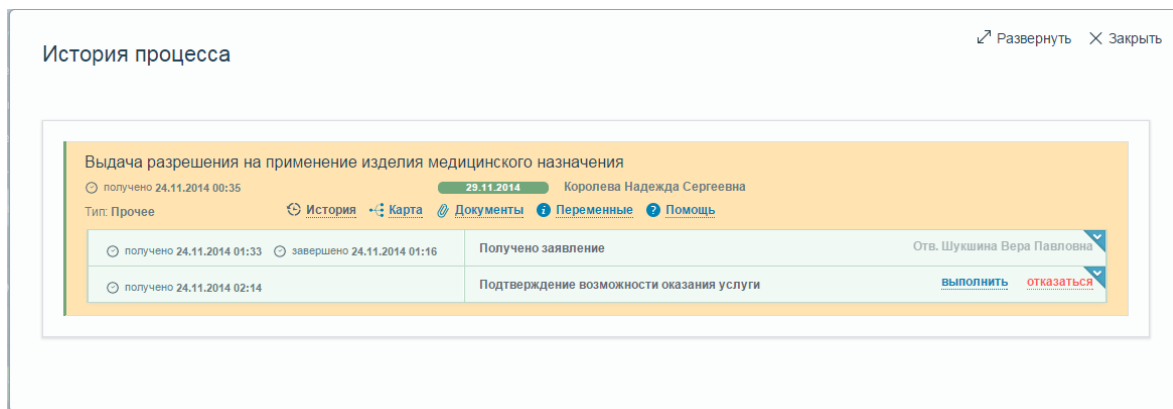 История процесса
Развернуть Закрыть
Выдача разрешения на применение изделия медицинского назначения
получено 24.11.2014 00:35 29.11.2014 Королева Надежда Сергеевна
Тип: Прочее История Карта Документы Переменные Помощь
получено 24.11.2014 01:33 завершено 24.11.2014 01:16 Получено заявление Отв. Шукшина Вера Павловна
получено 24.11.2014 02:14 Подтверждение возможности оказания услуги выполнить отказаться